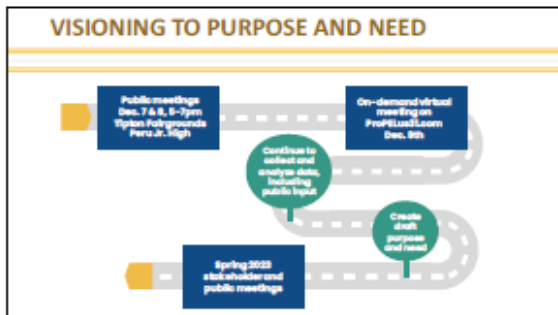 VISIONING TO PURPOSE AND NEED
Public meetings
Dec. 7 & 8, 5-7pm
Tipton Fairgrounds
Peru Jr. High
On-demand virtual
meeting on
ProPELus31.com
Dec. 9th
Continue to
collect and
analyze data,
including
public input
Create
draft
purpose
and need
Spring 2023
stakeholder and
public meetings